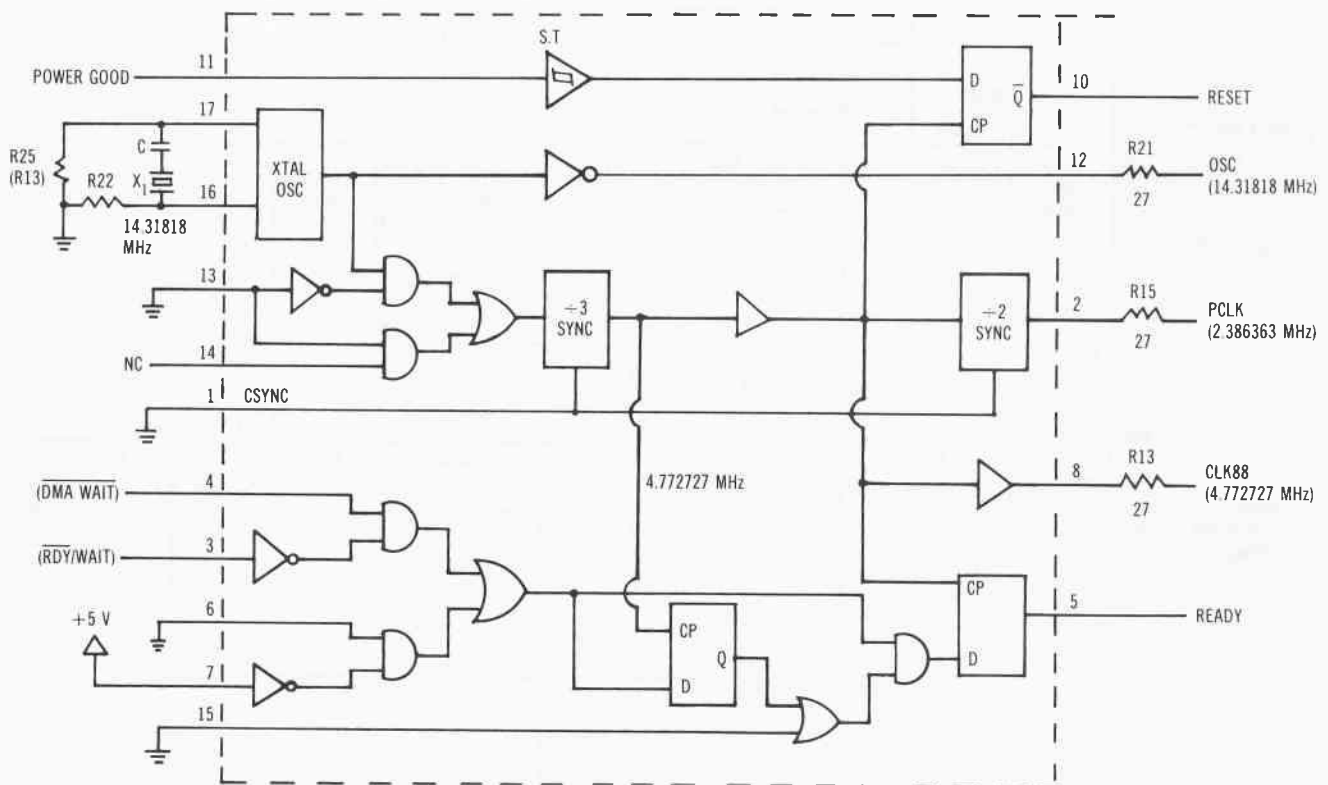 S.T
POWER GOOD
11
D
Q̅
10
RESET
CP
17
R25
(R13)
C
X1
R22
16
14.31818
MHz
XTAL
OSC
12
R21
27
OSC
(14.31818 MHz)
13
NC
14
÷3
SYNC
÷2
SYNC
2
R15
27
PCLK
(2.386363 MHz)
1
CSYNC
4.772727 MHz
8
R13
27
CLK88
(4.772727 MHz)
(D̅M̅A̅ W̅A̅I̅T̅)
4
(R̅D̅Y̅/WAIT)
3
6
+5 V
7
15
CP
Q
D
CP
D
5
READY